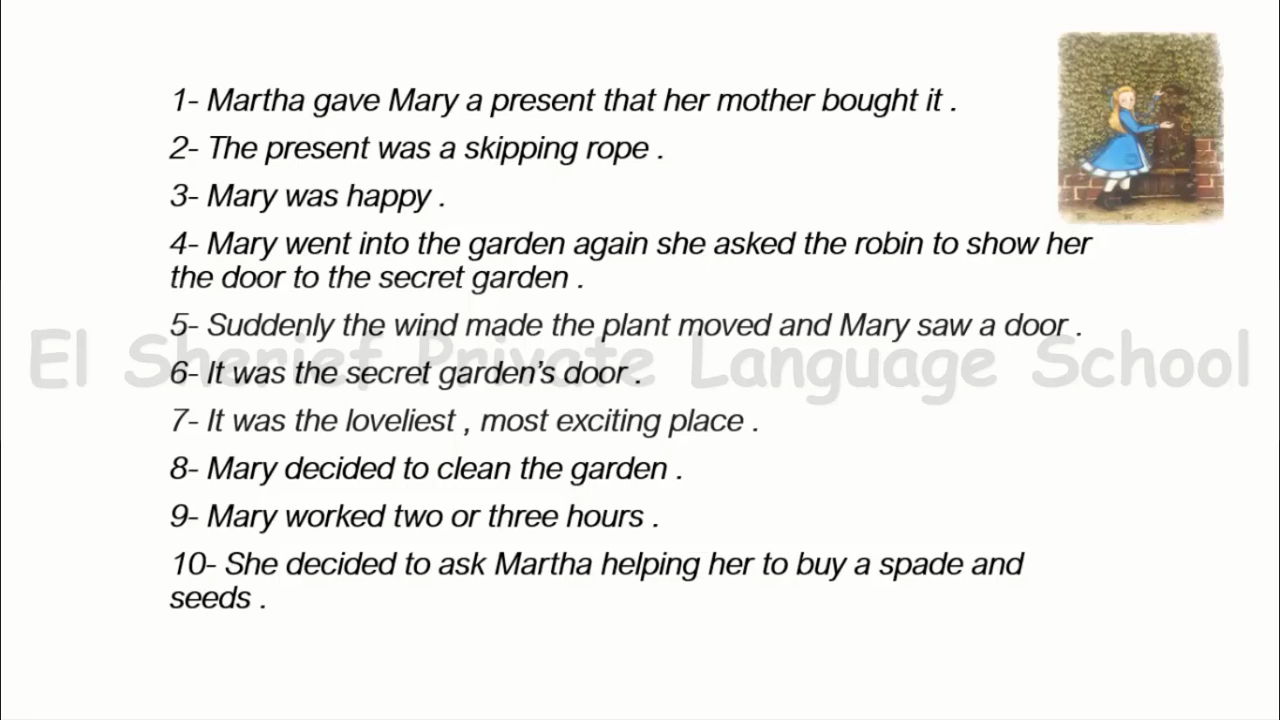 1- Martha gave Mary a present that her mother bought it .
2- The present was a skipping rope .
3- Mary was happy .
4- Mary went into the garden again she asked the robin to show her
the door to the secret garden .
5- Suddenly the wind made the plant moved and Mary saw a door .
El Sherief Private Language School
6- It was the secret garden’s door .
7- It was the loveliest , most exciting place .
8- Mary decided to clean the garden .
9- Mary worked two or three hours .
10- She decided to ask Martha helping her to buy a spade and
seeds .